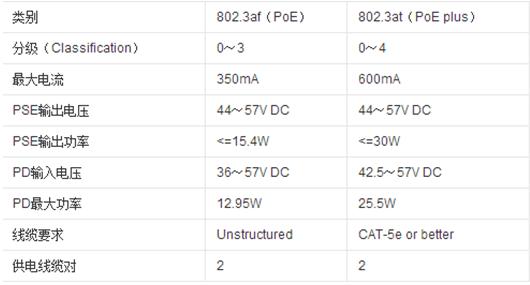 类别 802.3af（PoE） 802.3at（PoE plus）
分级（Classification） 0～3 0～4
最大电流 350mA 600mA
PSE输出电压 44～57V DC 44～57V DC
PSE输出功率 <=15.4W <=30W
PD输入电压 36～57V DC 42.5～57V DC
PD最大功率 12.95W 25.5W
线缆要求 Unstructured CAT-5e or better
供电线缆对 2 2